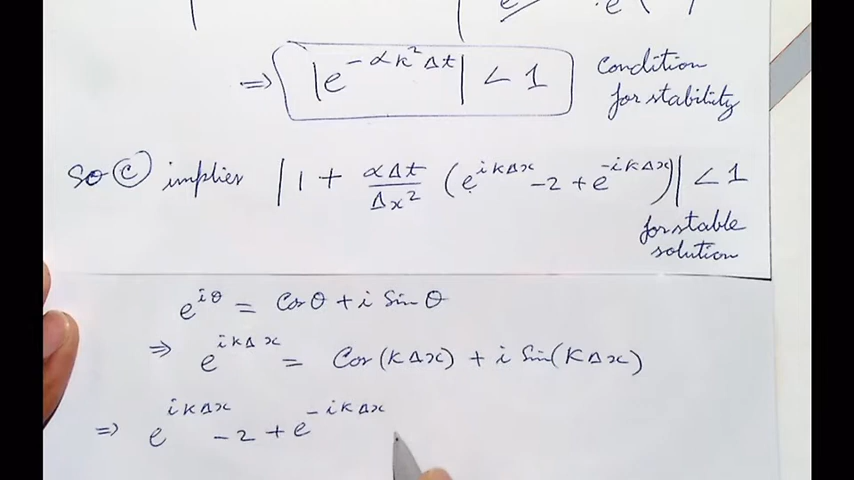 ⇒ |e^{-αk²Δt}| < 1 Condition for stability
So (C) implies |1 + αΔt/Δx² (e^{ikΔx} - 2 + e^{-ikΔx})| < 1
for stable
solution
e^{iθ} = Cos θ + i Sin θ
⇒ e^{ikΔx} = Cos(kΔx) + i Sin(kΔx)
⇒ e^{ikΔx} - 2 + e^{-ikΔx}